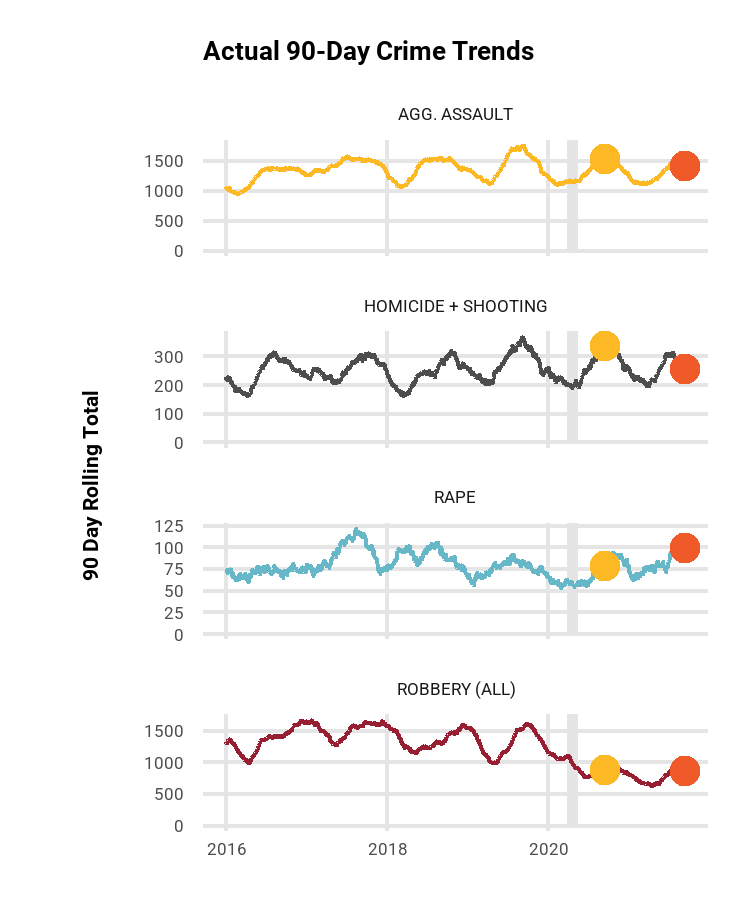 Actual 90-Day Crime Trends
AGG. ASSAULT
1500
1000
500
0
HOMICIDE + SHOOTING
300
200
100
0
90 Day Rolling Total
RAPE
125
100
75
50
25
0
ROBBERY (ALL)
1500
1000
500
0
2016 2018 2020